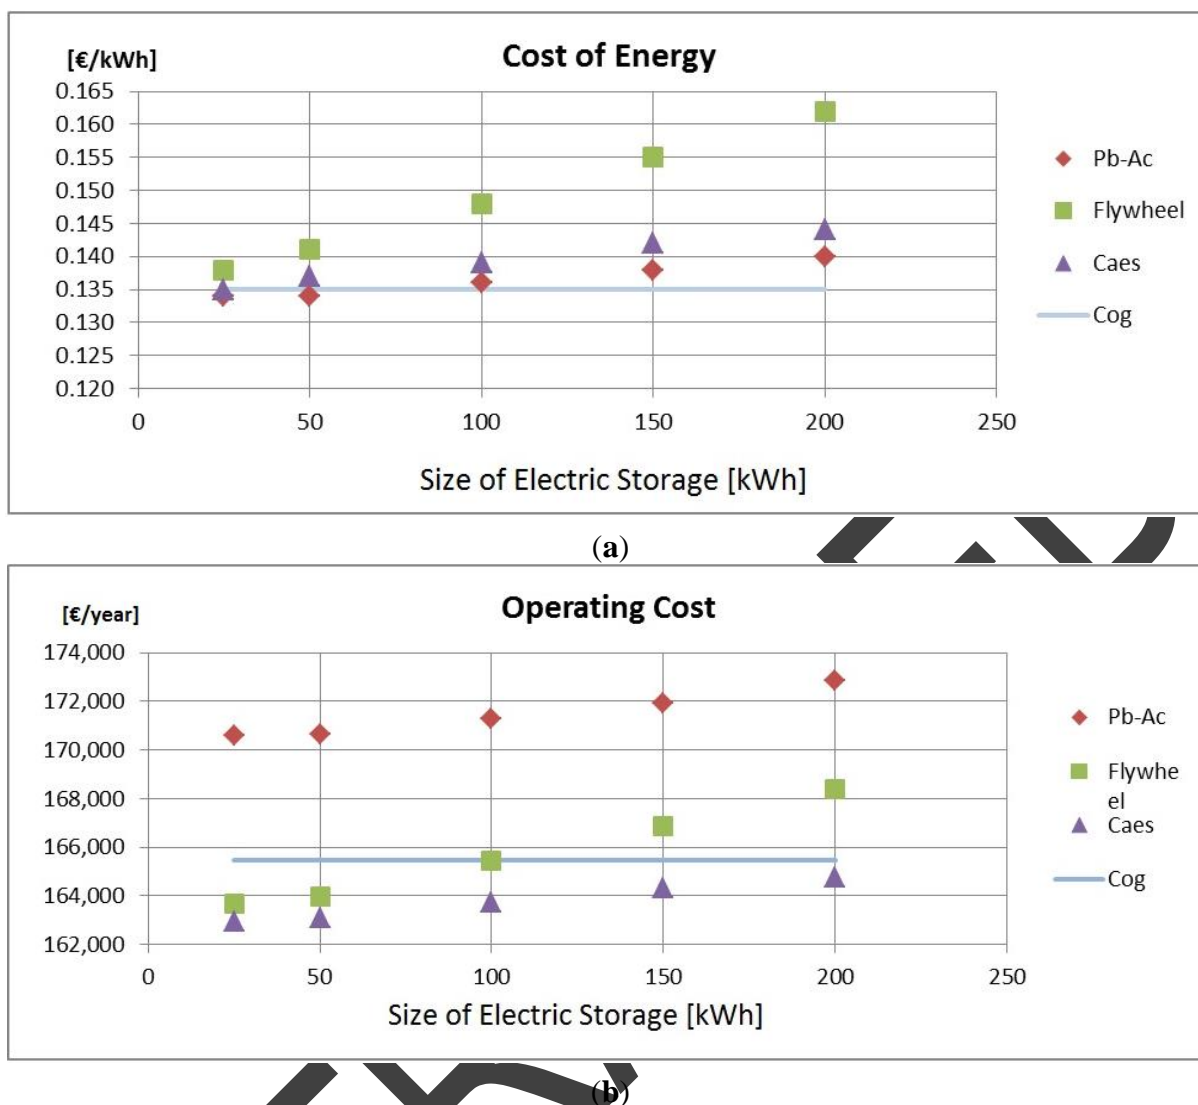 Cost of Energy
[€/kWh]
0.165
0.160
0.155
0.150
0.145
0.140
0.135
0.130
0.125
0.120
0 50 100 150 200 250
Size of Electric Storage [kWh]
Pb-Ac
Flywheel
Caes
Cog
(a)
Operating Cost
[€/year]
174,000
172,000
170,000
168,000
166,000
164,000
162,000
0 50 100 150 200 250
Size of Electric Storage [kWh]
Pb-Ac
Flywhe
el
Caes
Cog
(b)